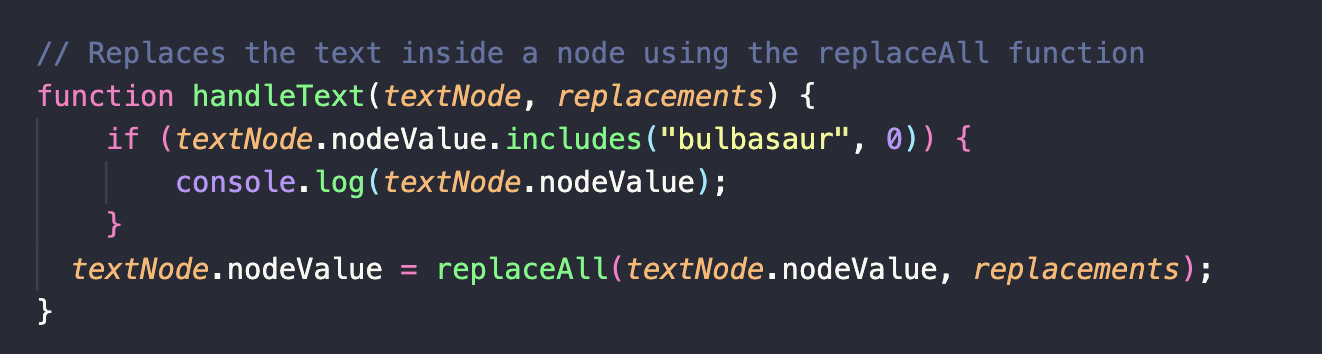 // Replaces the text inside a node using the replaceAll function
function handleText(textNode, replacements) {
    if (textNode.nodeValue.includes("bulbasaur", 0)) {
        console.log(textNode.nodeValue);
    }
  textNode.nodeValue = replaceAll(textNode.nodeValue, replacements);
}